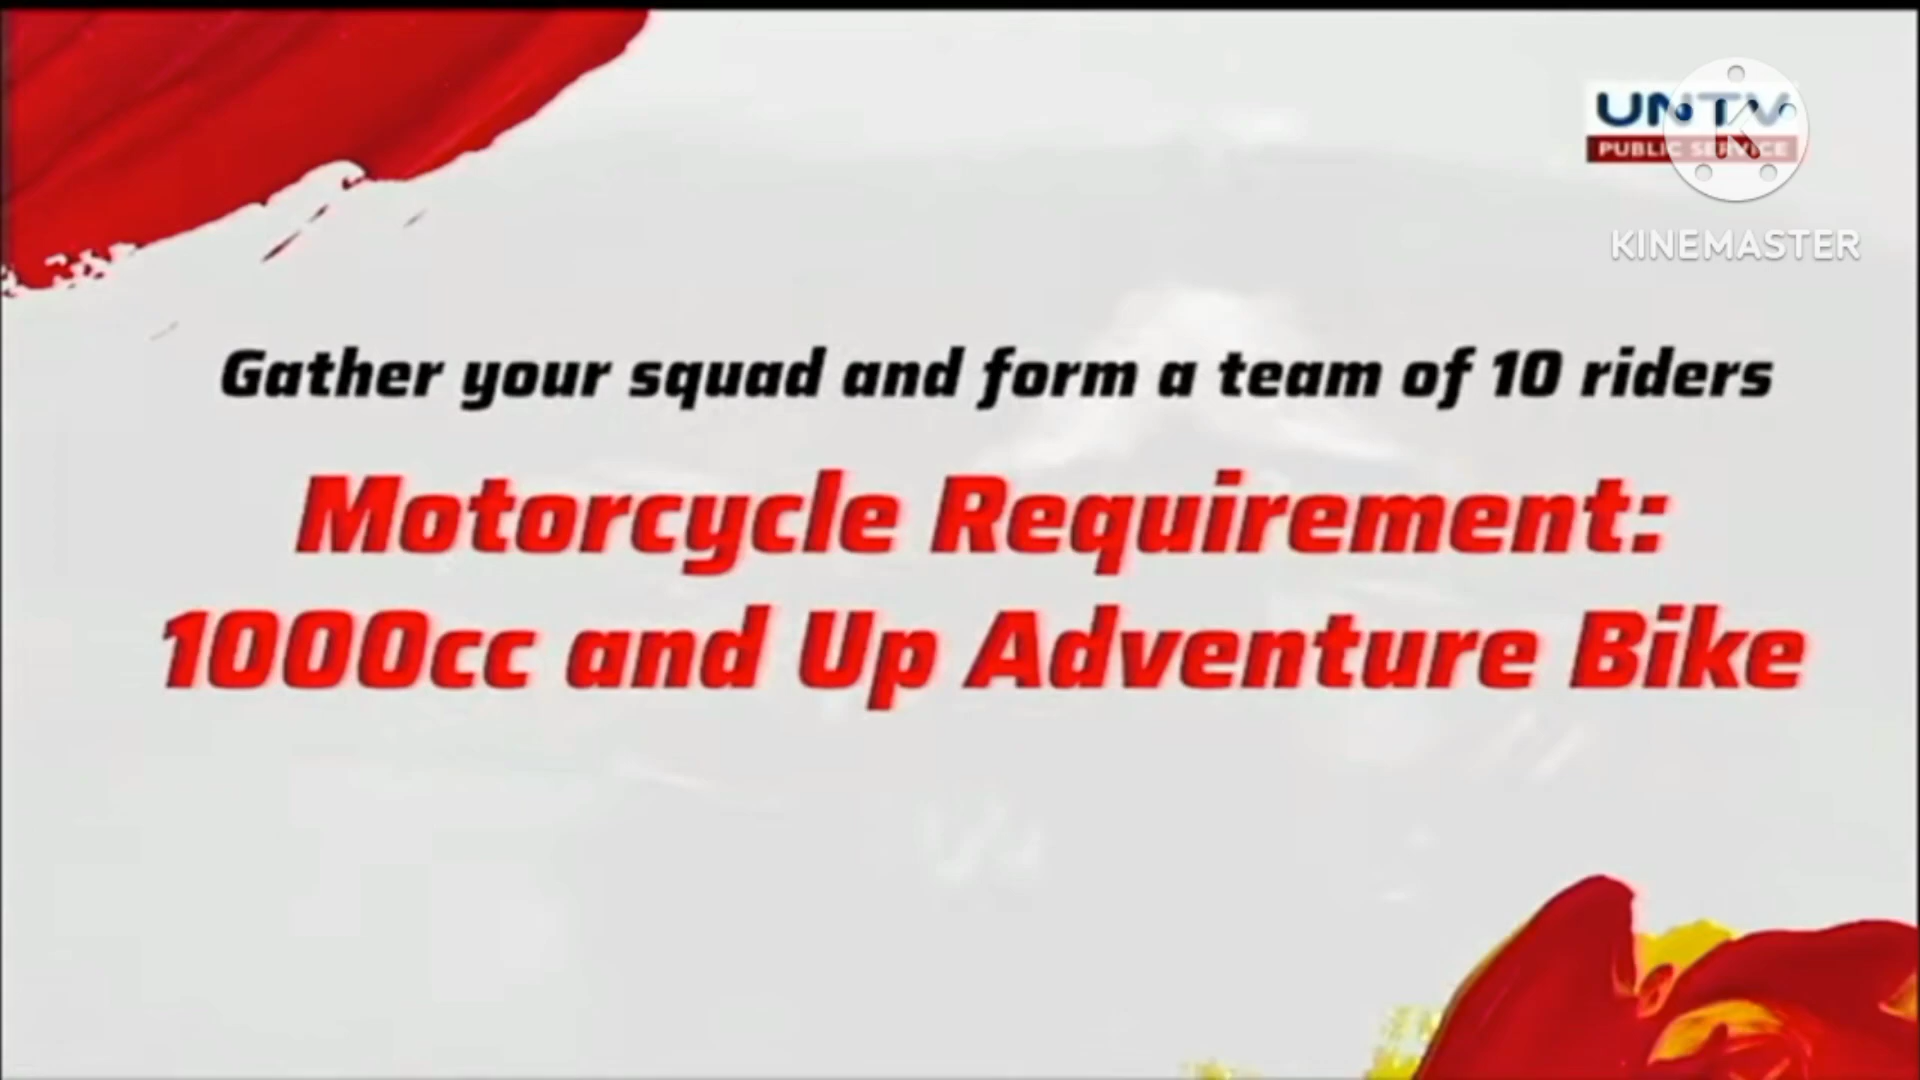 UNTV
PUBLIC SERVICE
KINEMASTER
Gather your squad and form a team of 10 riders
Motorcycle Requirement:
1000cc and Up Adventure Bike